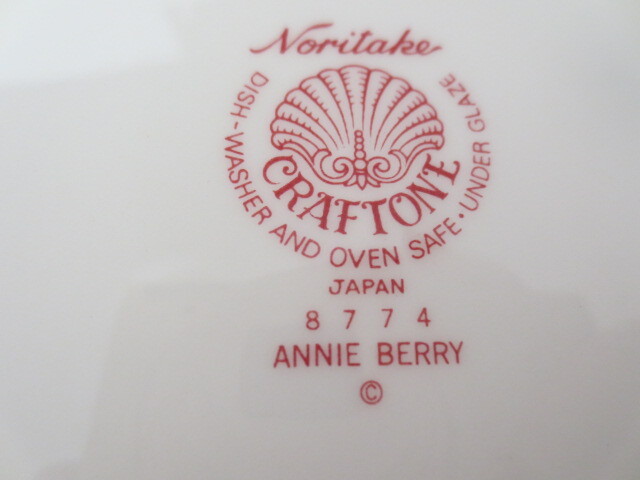 Noritake
CRAFTONE
DISH-WASHER AND OVEN SAFE·UNDER GLAZE
JAPAN
8774
ANNIE BERRY
©